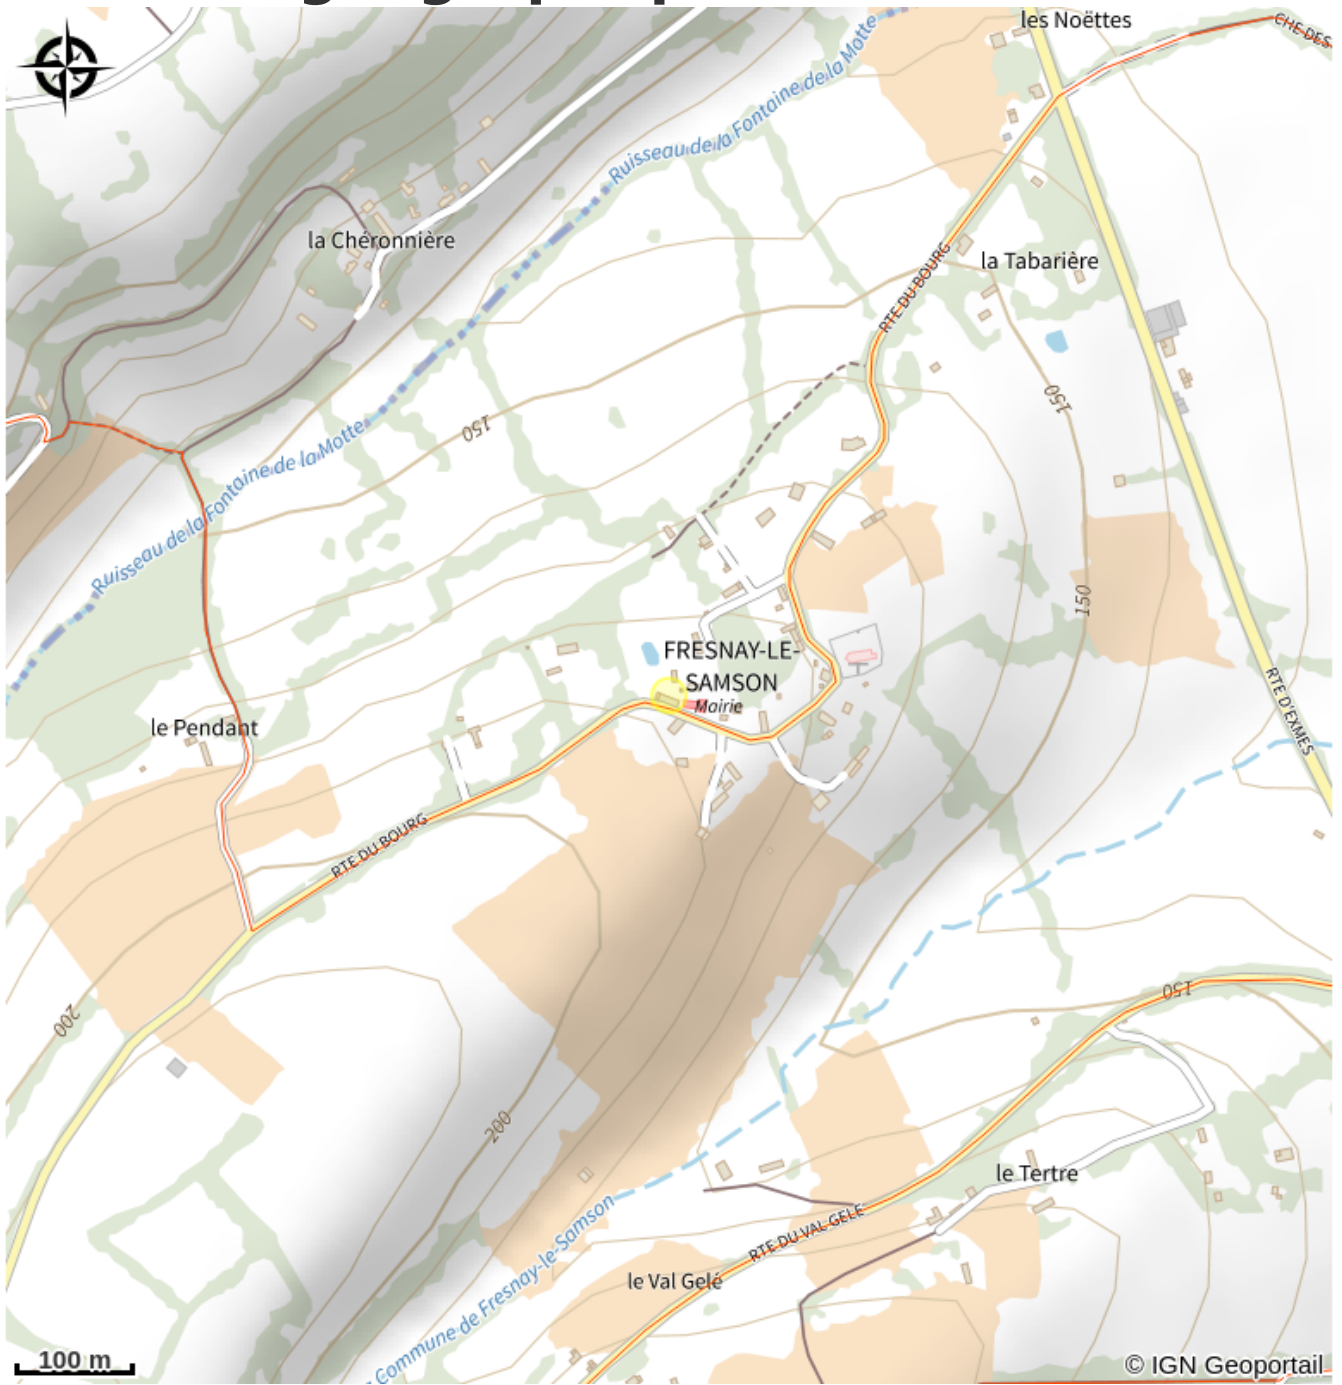 les Noëttes
CHE DES
Ruisseau de la Fontaine de la Motte
la Chéronnière
la Tabarière
RTE DU BOURG
150
150
Ruisseau de la Fontaine de la Motte
150
FRESNAY-LE-
SAMSON
Mairie
RTE D'EXMES
le Pendant
RTE DU BOURG
150
200
200
le Tertre
RTE DU VAL GELE
le Val Gelé
Commune de Fresnay-le-Samson
100 m
© IGN Geoportail